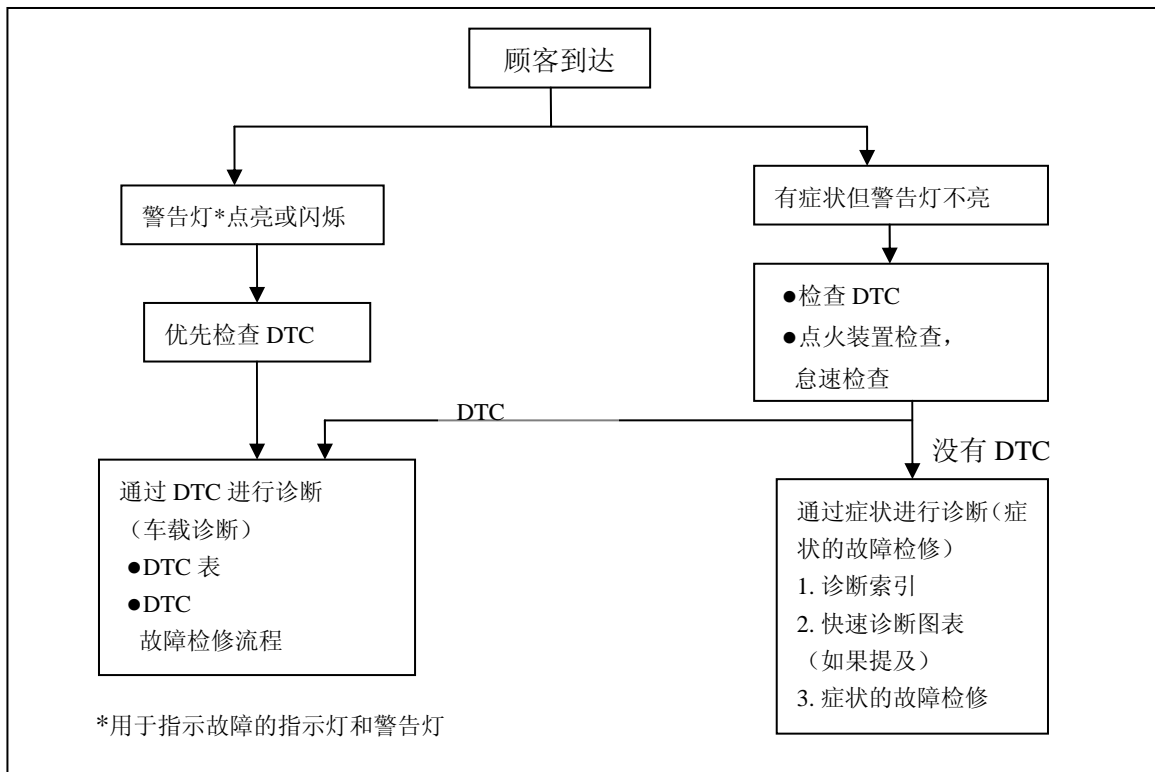 顾客到达
警告灯*点亮或闪烁
有症状但警告灯不亮
优先检查 DTC
●检查 DTC
●点火装置检查，
怠速检查
DTC
没有 DTC
通过 DTC 进行诊断
（车载诊断）
●DTC 表
●DTC
故障检修流程
通过症状进行诊断（症
状的故障检修）
1. 诊断索引
2. 快速诊断图表
（如果提及）
3. 症状的故障检修
*用于指示故障的指示灯和警告灯